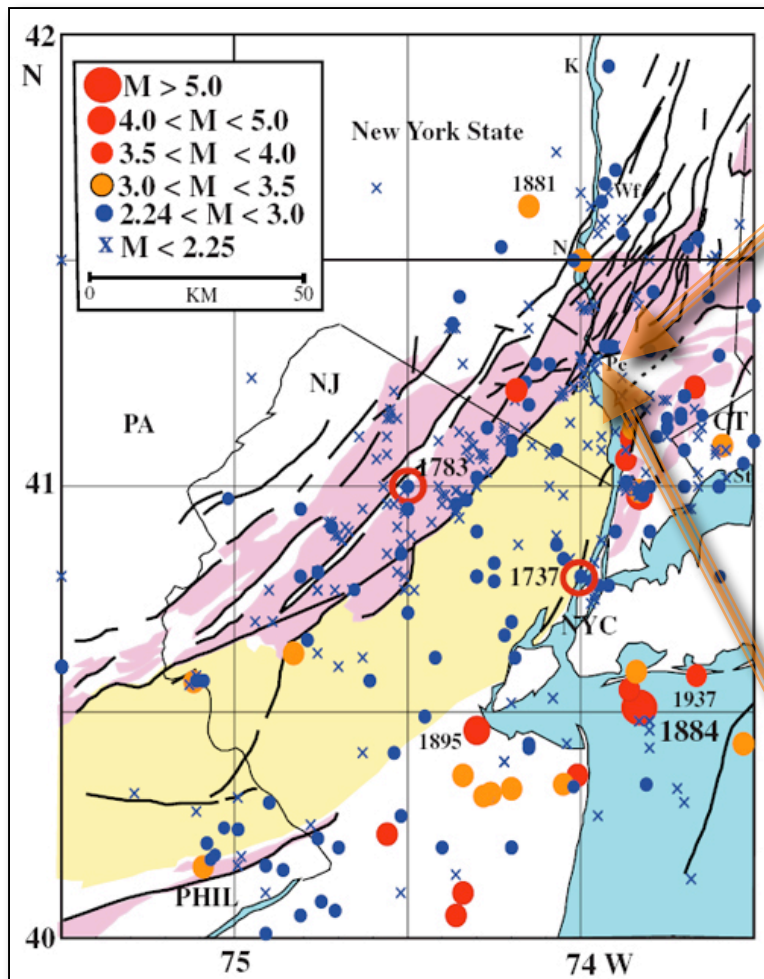 42
N
M > 5.0
4.0 < M < 5.0
3.5 < M < 4.0
3.0 < M < 3.5
2.24 < M < 3.0
x M < 2.25
0 50
KM
K
New York State
1881
Wf
N
Pe
NJ
PA
CT
41
1783
St
1737
NYC
1937
1895
1884
PHIL
40
75
74 W